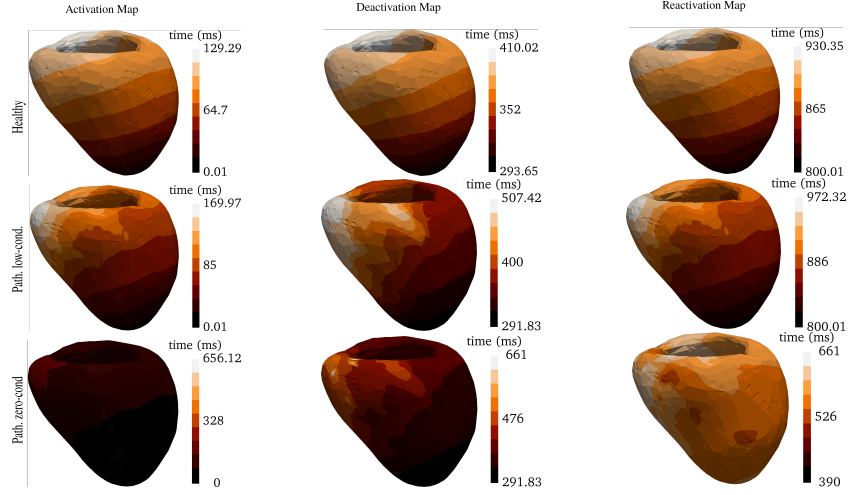 Activation Map
Deactivation Map
Reactivation Map
Healthy
time (ms)
129.29
64.7
0.01
time (ms)
410.02
352
293.65
time (ms)
930.35
865
800.01
Path. low-cond.
time (ms)
169.97
85
0.01
time (ms)
507.42
400
291.83
time (ms)
972.32
886
800.01
Path. zero-cond
time (ms)
656.12
328
0
time (ms)
661
476
291.83
time (ms)
661
526
390